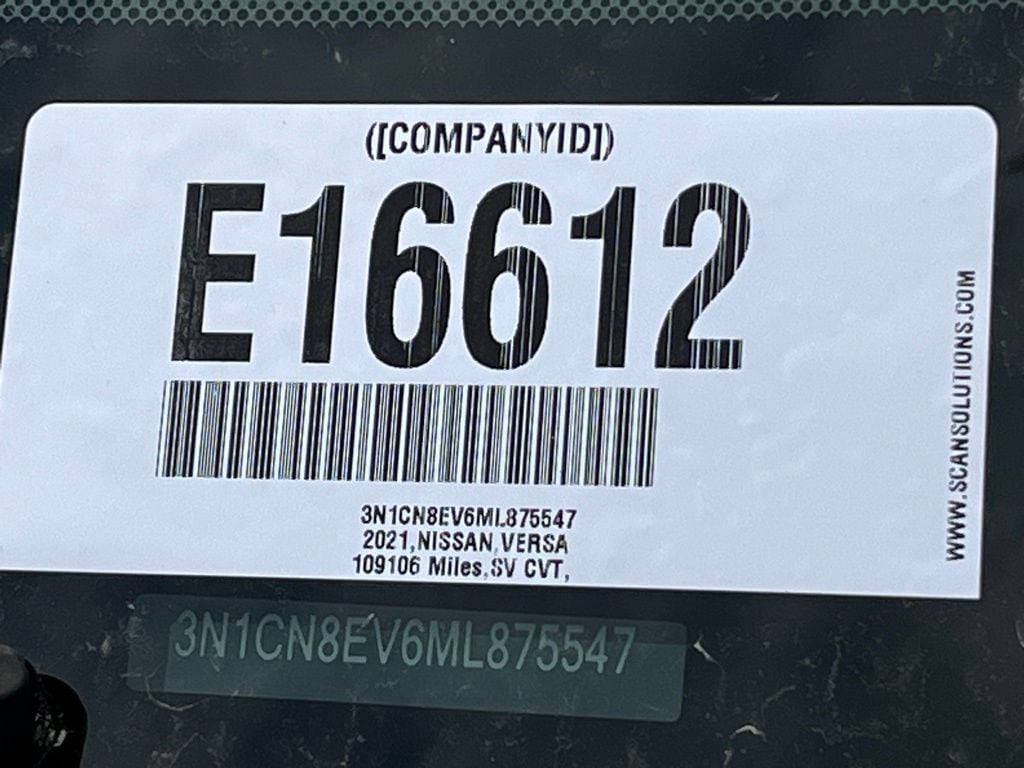 ([COMPANYID])
E16612
3N1CN8EV6ML875547
2021,NISSAN,VERSA
109106 Miles,SV CVT,
WWW.SCANSOLUTIONS.COM
3N1CN8EV6ML875547